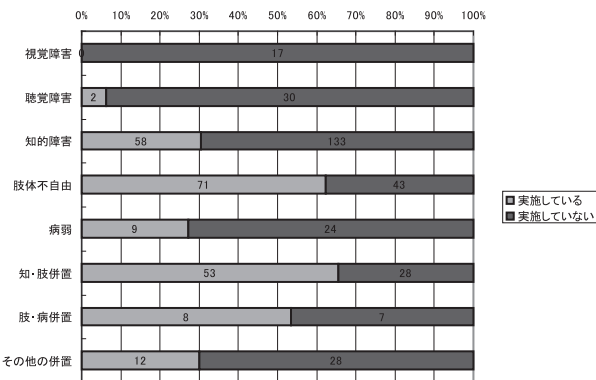 0% 10% 20% 30% 40% 50% 60% 70% 80% 90% 100%
視覚障害 0 17
聴覚障害 2 30
知的障害 58 133
肢体不自由 71 43
病弱 9 24
知・肢併置 53 28
肢・病併置 8 7
その他の併置 12 28
実施している
実施していない